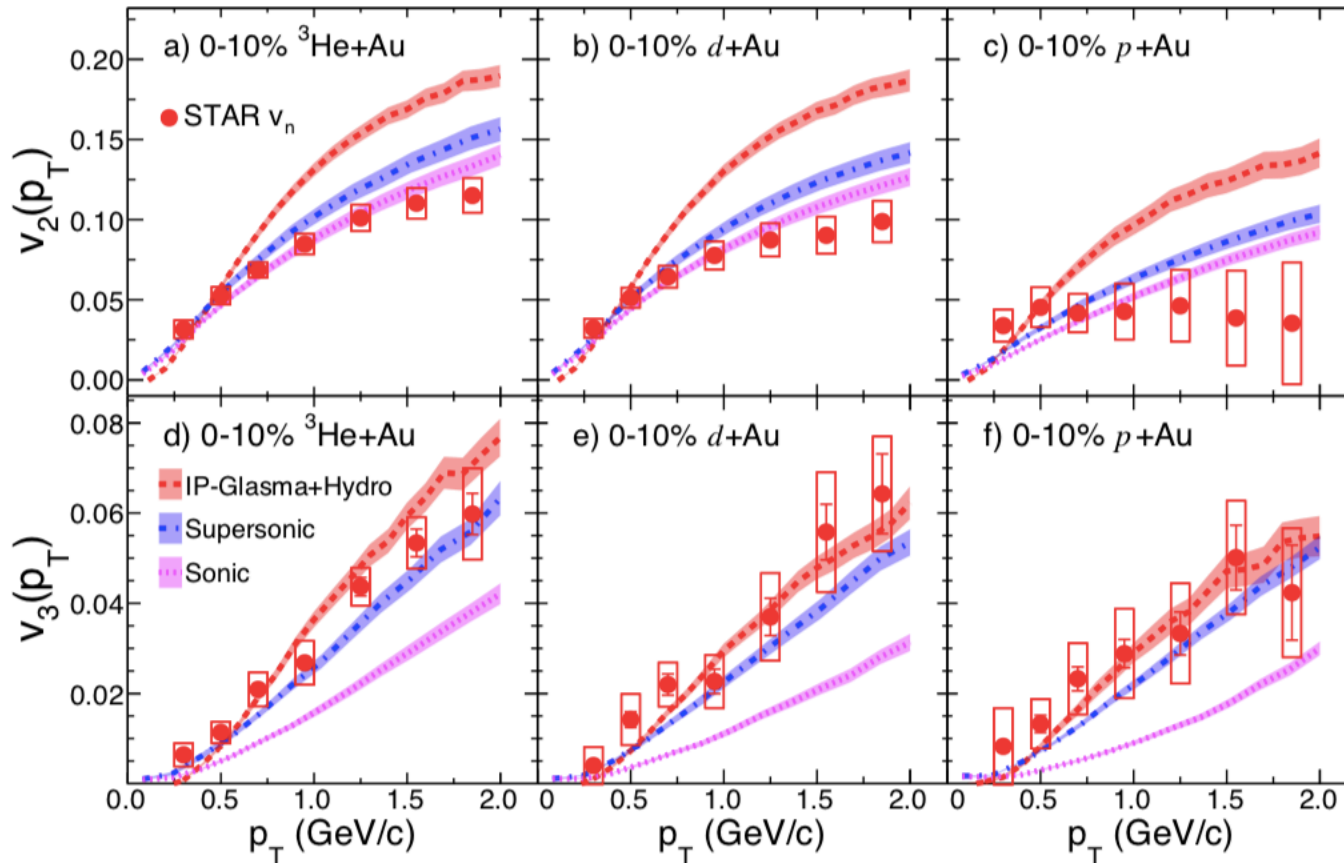 a) 0-10% ³He+Au
b) 0-10% d+Au
c) 0-10% p+Au
STAR vₙ
v₂(p_T)
0.20
0.15
0.10
0.05
0.00
d) 0-10% ³He+Au
e) 0-10% d+Au
f) 0-10% p+Au
IP-Glasma+Hydro
Supersonic
Sonic
v₃(p_T)
0.08
0.06
0.04
0.02
0.0 0.5 1.0 1.5 2.0 0.5 1.0 1.5 2.0 0 0.5 1.0 1.5 2.0
p_T (GeV/c) p_T (GeV/c) p_T (GeV/c)